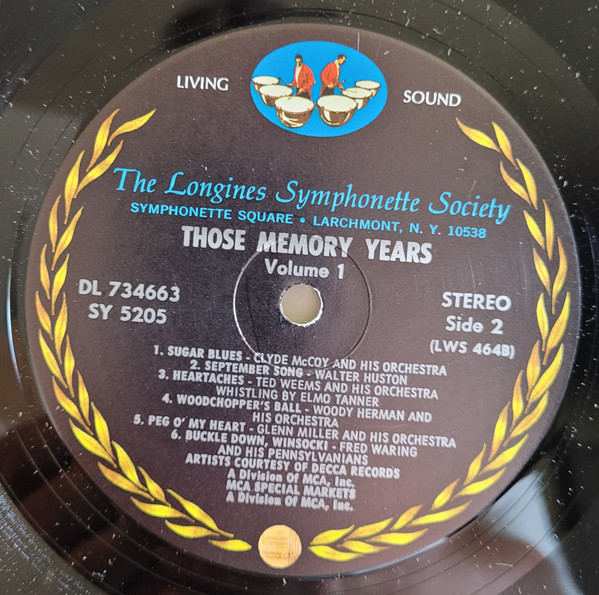 LIVING SOUND
The Longines Symphonette Society
SYMPHONETTE SQUARE • LARCHMONT, N. Y. 10538
THOSE MEMORY YEARS
Volume 1
DL 734663
SY 5205
STEREO
Side 2
(LWS 464B)
1. SUGAR BLUES - CLYDE McCOY AND HIS ORCHESTRA
2. SEPTEMBER SONG - WALTER HUSTON
3. HEARTACHES - TED WEEMS AND HIS ORCHESTRA
WHISTLING BY ELMO TANNER
4. WOODCHOPPER'S BALL - WOODY HERMAN AND
HIS ORCHESTRA
5. PEG O' MY HEART - GLENN MILLER AND HIS ORCHESTRA
6. BUCKLE DOWN, WINSOCKI - FRED WARING
AND HIS PENNSYLVANIANS
ARTISTS COURTESY OF DECCA RECORDS
A Division Of MCA, Inc.
MCA SPECIAL MARKETS
A Division Of MCA, Inc.